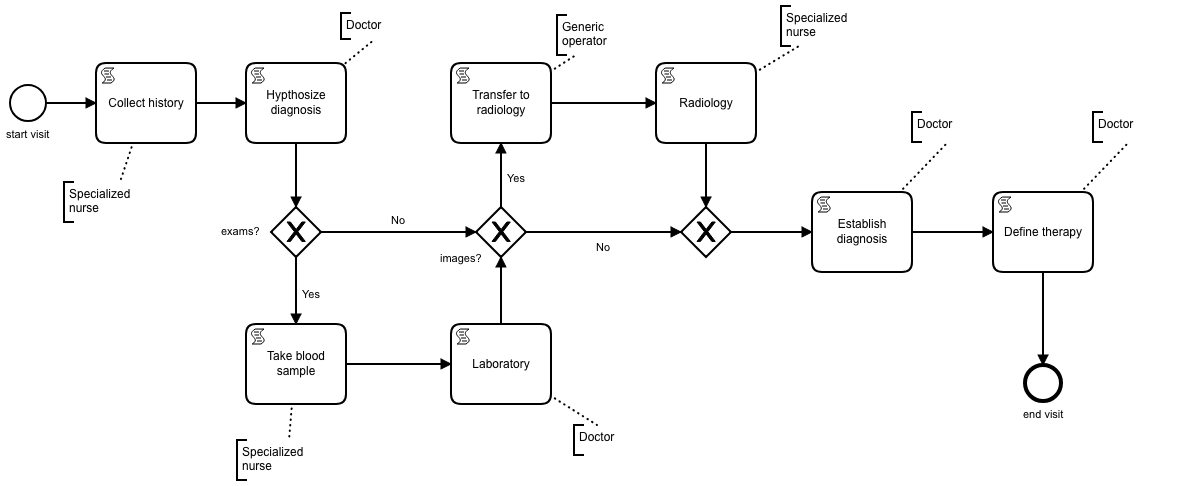 Doctor
Generic
operator
Specialized
nurse
start visit
Collect history
Hypthosize
diagnosis
Transfer to
radiology
Radiology
Specialized
nurse
Doctor
Doctor
Yes
exams?
No
images?
No
Establish
diagnosis
Define therapy
Yes
Take blood
sample
Laboratory
Specialized
nurse
Doctor
end visit